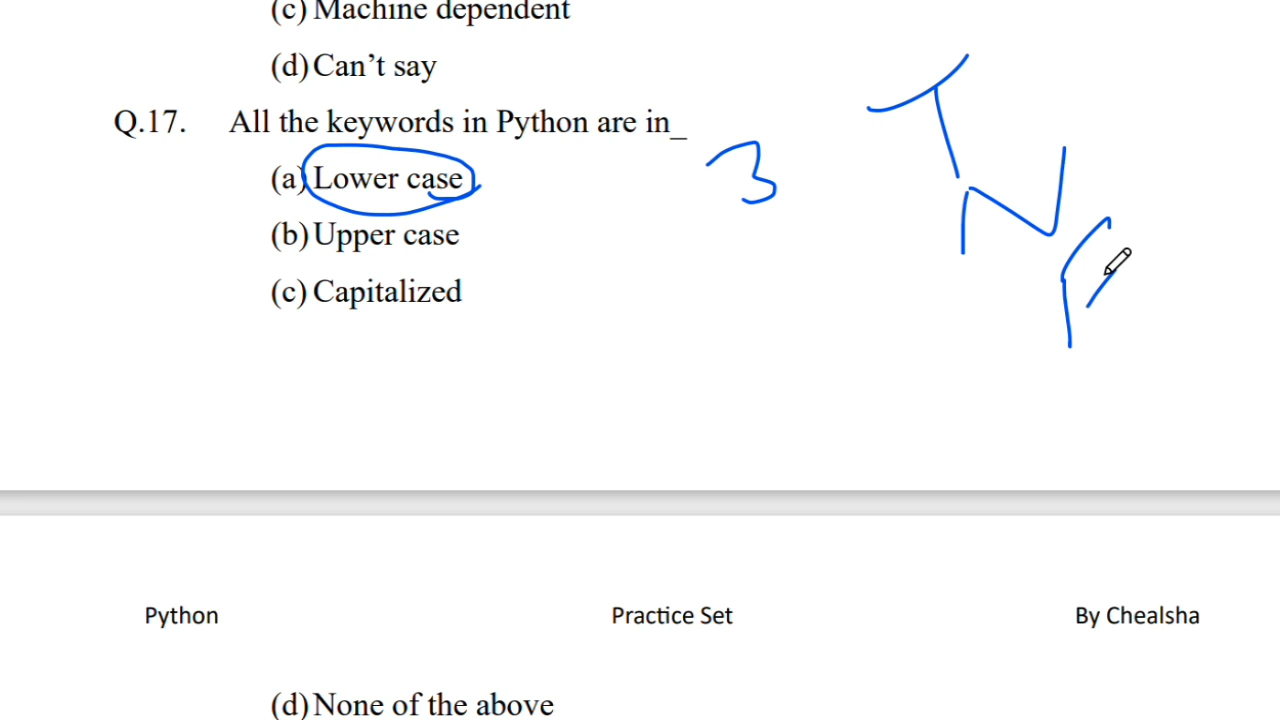 (c) Machine dependent
(d) Can't say
Q.17. All the keywords in Python are in_
(a) Lower case
(b) Upper case
(c) Capitalized
3
T
N
F
Python Practice Set By Chealsha
(d) None of the above